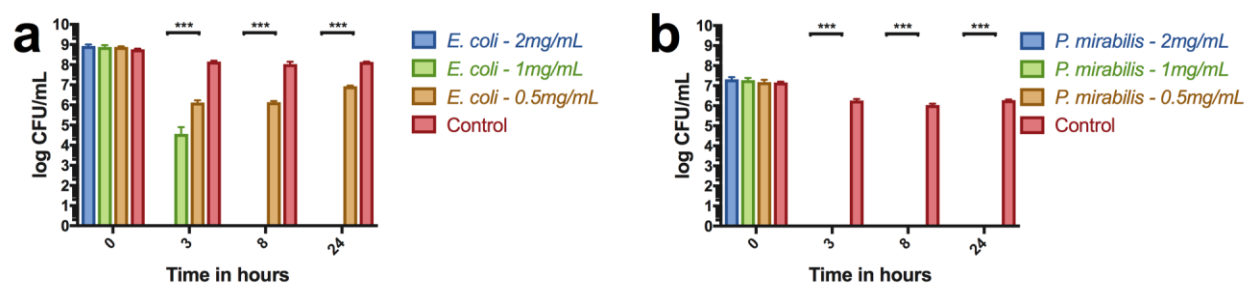 a
10
9
8
7
6
5
4
3
2
1
0
log CFU/mL
***
***
***
0
3
8
24
Time in hours
E. coli - 2mg/mL
E. coli - 1mg/mL
E. coli - 0.5mg/mL
Control
b
10
9
8
7
6
5
4
3
2
1
0
log CFU/mL
***
***
***
0
3
8
24
Time in hours
P. mirabilis - 2mg/mL
P. mirabilis - 1mg/mL
P. mirabilis - 0.5mg/mL
Control